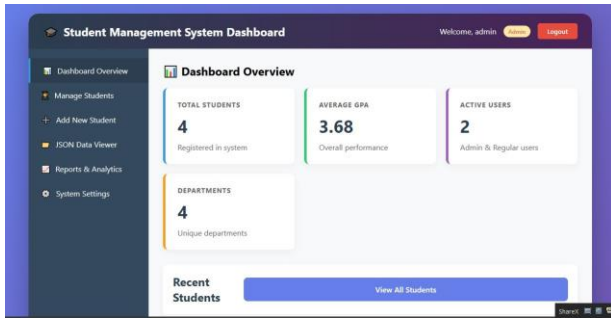 Student Management System Dashboard
Welcome, admin Admin Logout
Dashboard Overview
Manage Students
Add New Student
JSON Data Viewer
Reports & Analytics
System Settings
Dashboard Overview
TOTAL STUDENTS
4
Registered in system
AVERAGE GPA
3.68
Overall performance
ACTIVE USERS
2
Admin & Regular users
DEPARTMENTS
4
Unique departments
Recent
Students
View All Students
ShareX